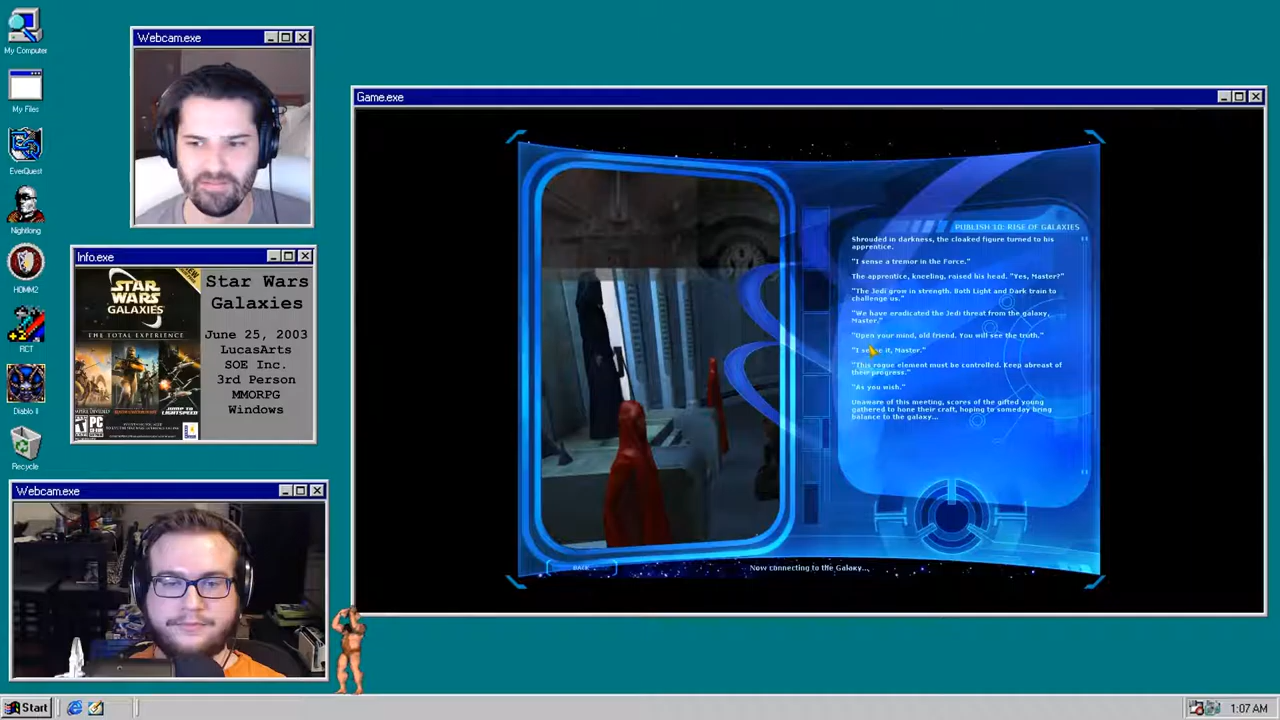 My Computer
My Files
EverQuest
Nightlong
HOMM2
RCT
Diablo II
Recycle
Webcam.exe
Info.exe
STAR WARS
GALAXIES
THE TOTAL EXPERIENCE
JUMP TO
LIGHTSPEED
PC
Star Wars
Galaxies
June 25, 2003
LucasArts
SOE Inc.
3rd Person
MMORPG
Windows
Webcam.exe
Game.exe
PUBLISH 10: RISE OF GALAXIES
Shrouded in darkness, the cloaked figure turned to his
apprentice.
"I sense a tremor in the Force."
The apprentice, kneeling, raised his head. "Yes, Master?"
"The Jedi grow in strength. Both Light and Dark train to
challenge us."
"We have eradicated the Jedi threat from the galaxy,
Master."
"Open your mind, old friend. You will see the truth."
"I see it, Master."
"This rogue element must be controlled. Keep abreast of
their progress."
"As you wish."
Unaware of this meeting, scores of the gifted young
gathered to hone their craft, hoping to someday bring
balance to the galaxy...
BACK
Now connecting to the Galaxy...
Start
1:07 AM